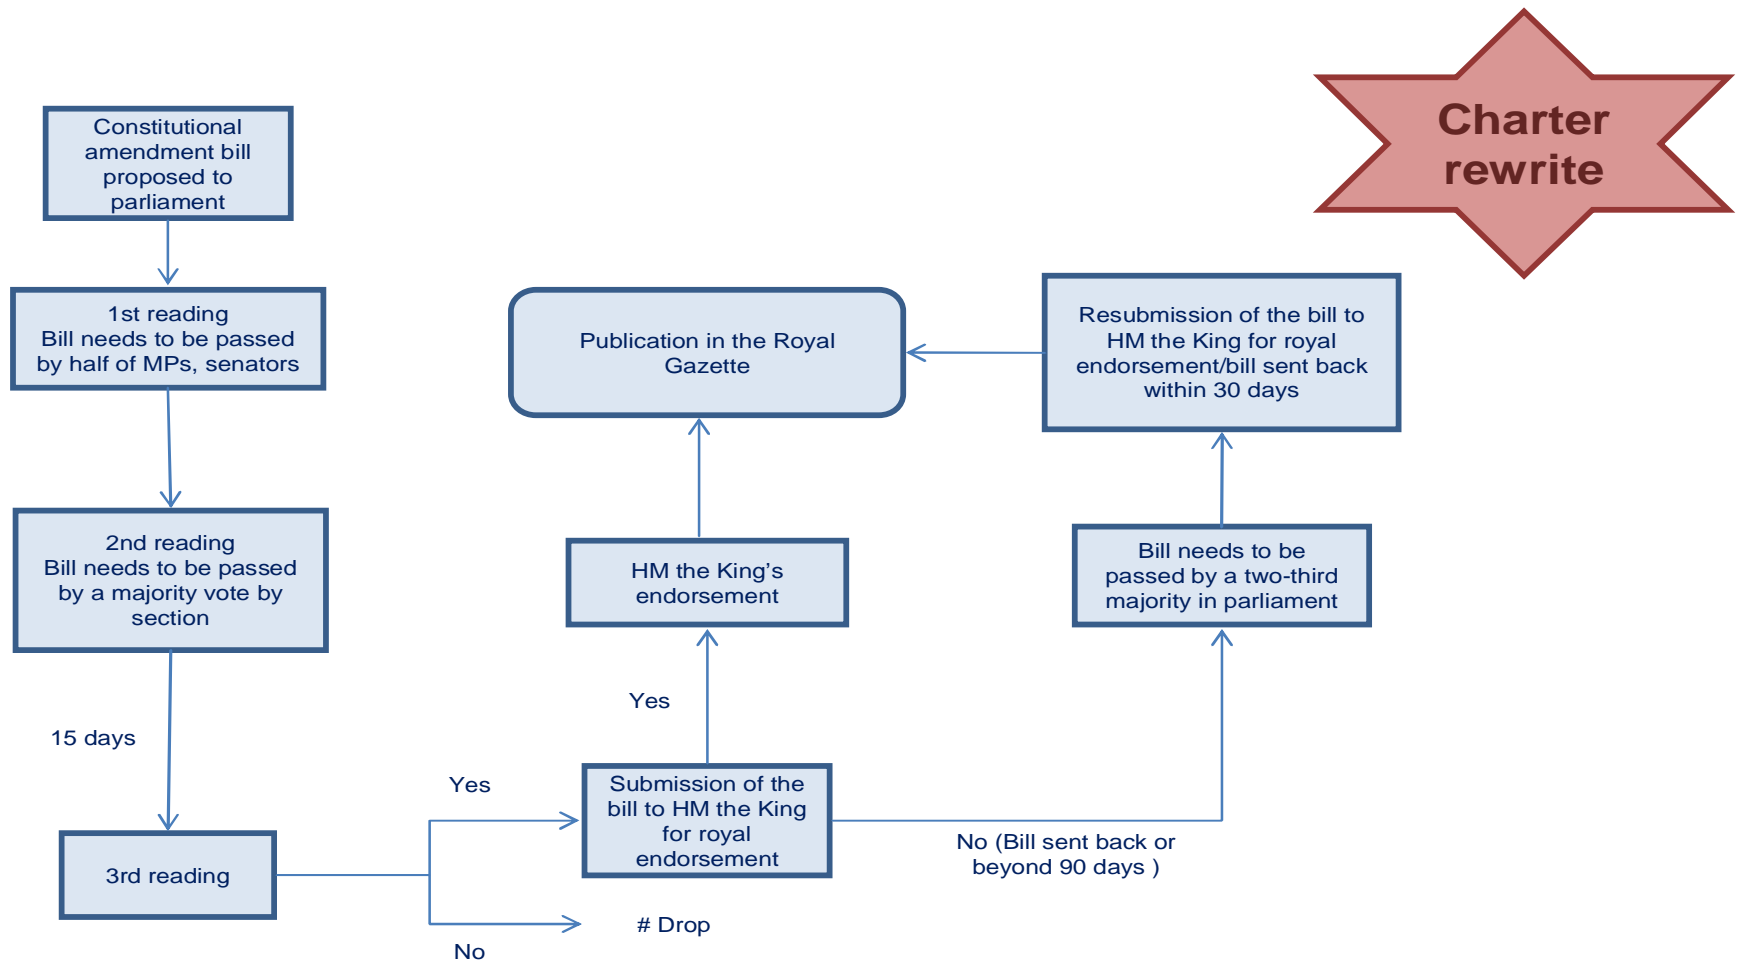 Charter
rewrite
Constitutional
amendment bill
proposed to
parliament
1st reading
Bill needs to be passed
by half of MPs, senators
2nd reading
Bill needs to be passed
by a majority vote by
section
15 days
3rd reading
Yes
No
# Drop
Submission of the
bill to HM the King
for royal
endorsement
Yes
HM the King’s
endorsement
Publication in the Royal
Gazette
No (Bill sent back or
beyond 90 days )
Bill needs to be
passed by a two-third
majority in parliament
Resubmission of the bill to
HM the King for royal
endorsement/bill sent back
within 30 days